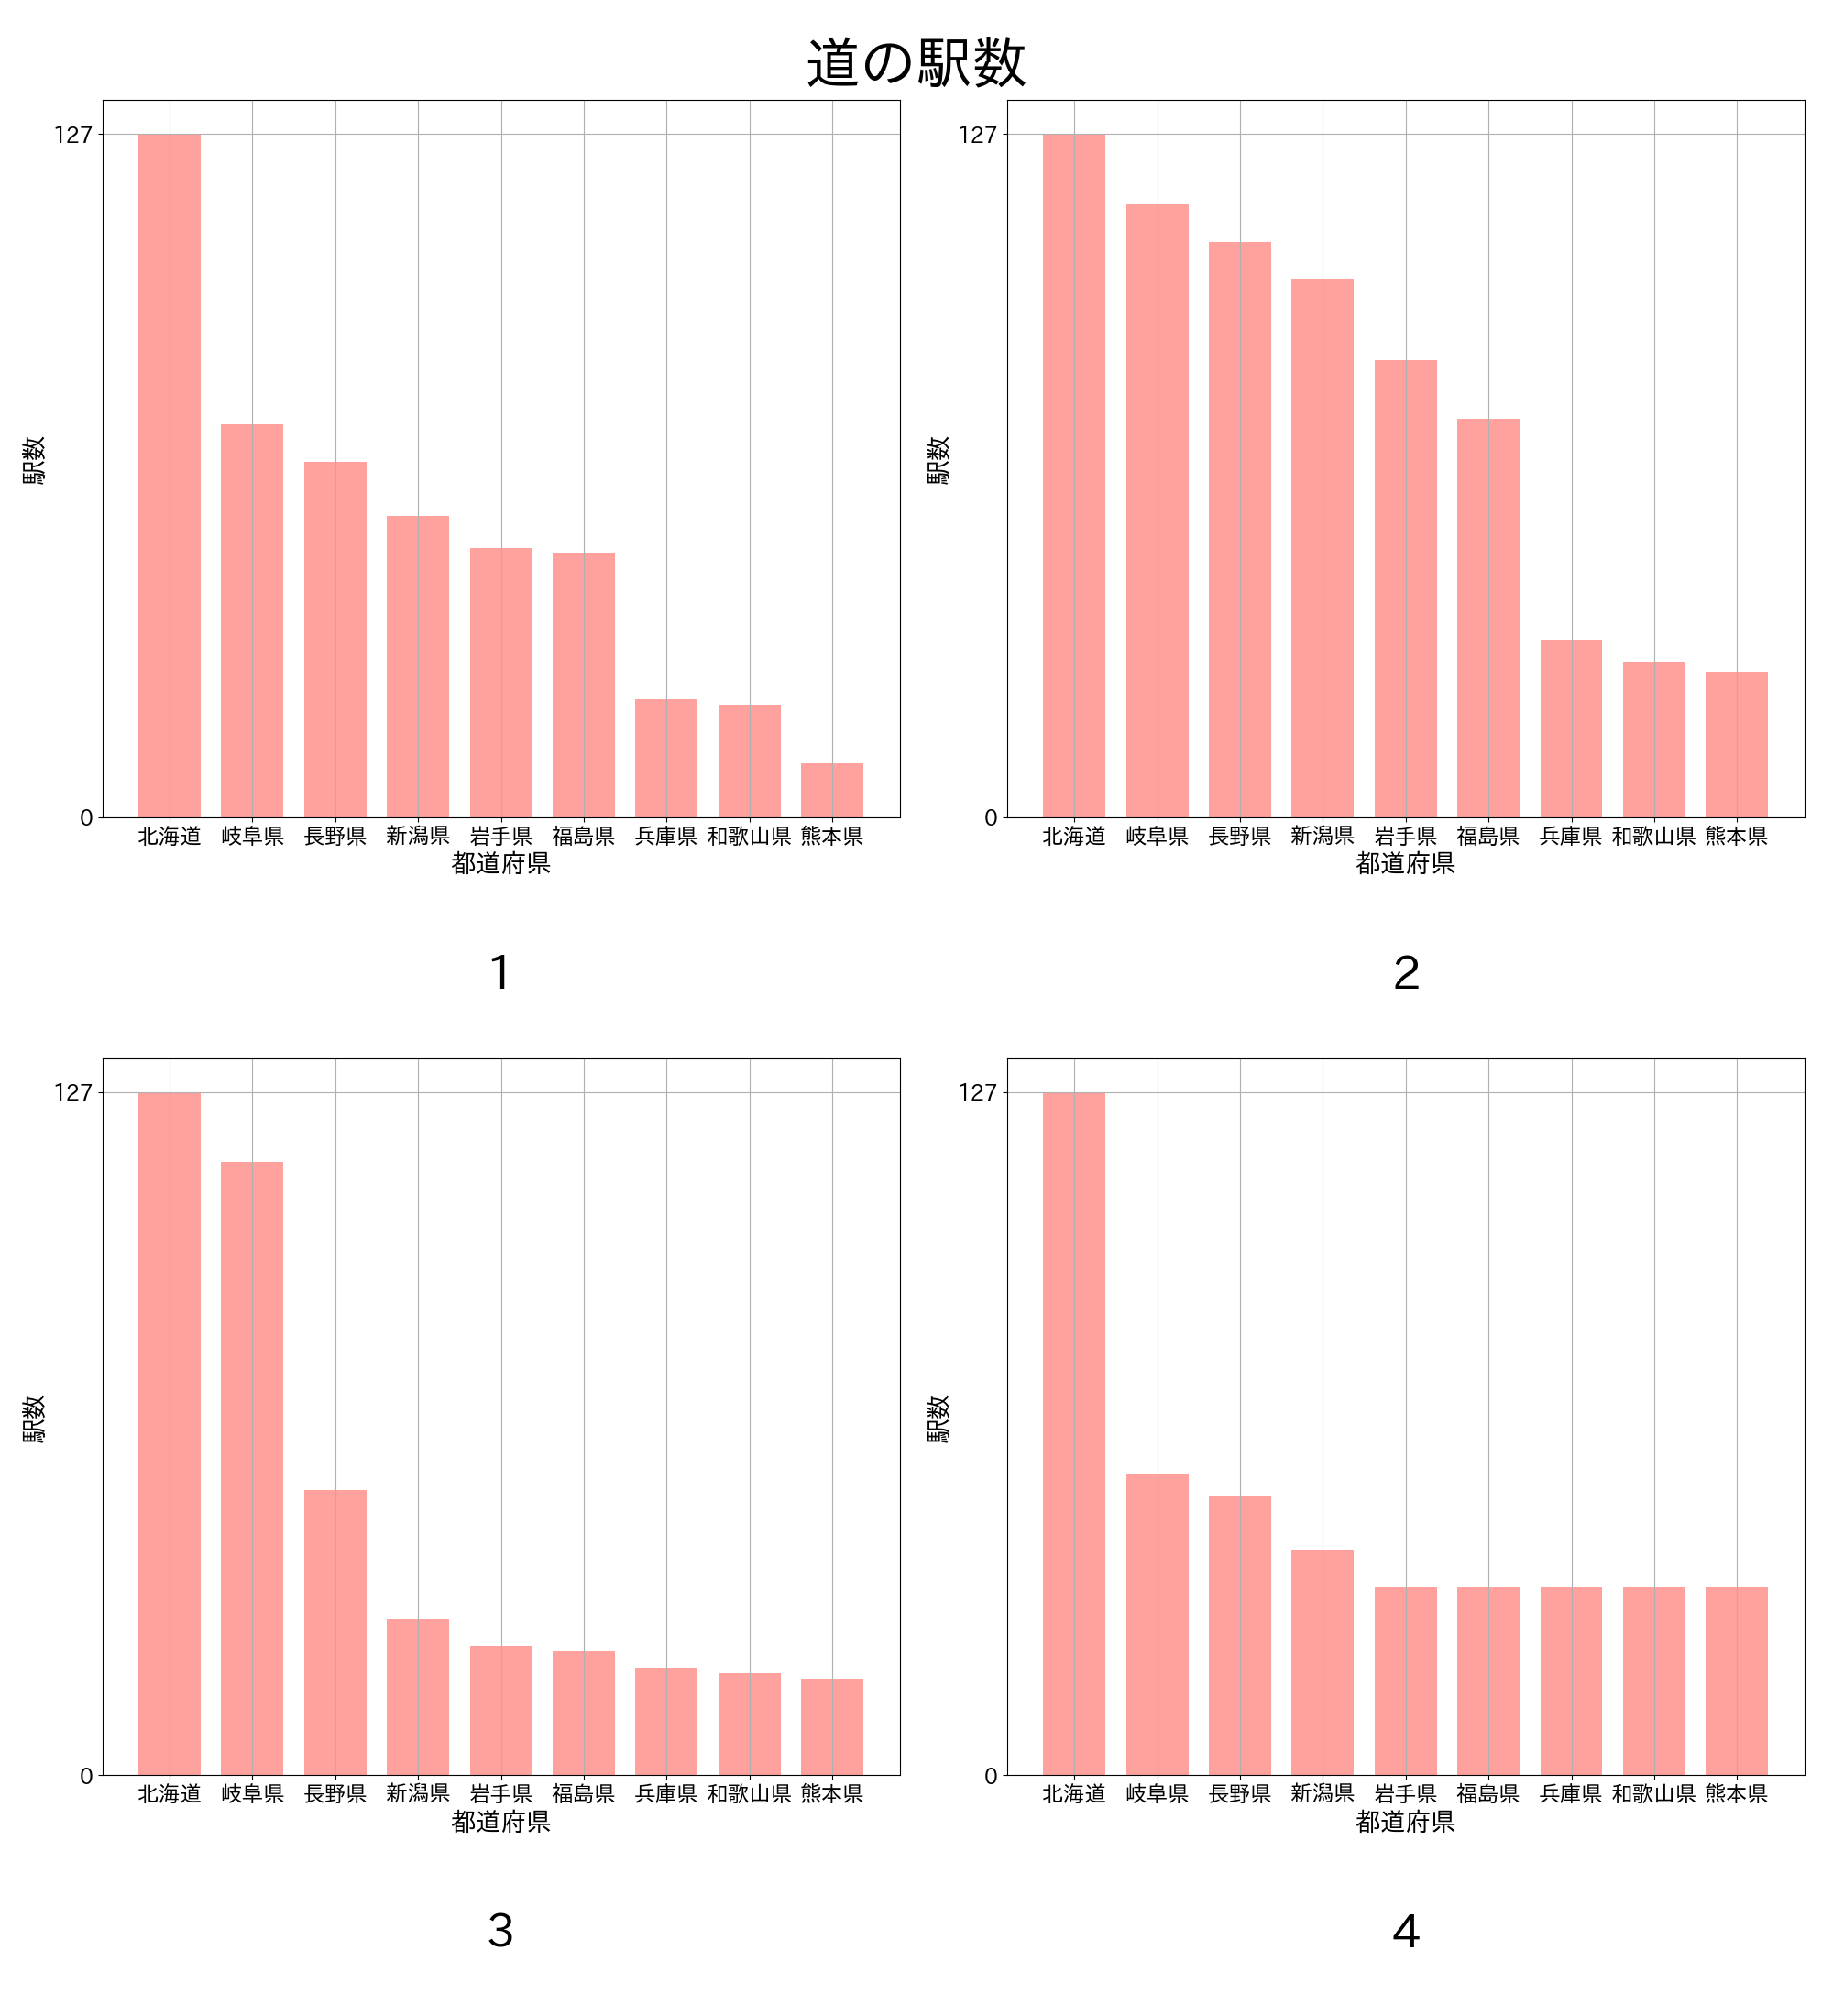 道の駅数
127
0
駅数
北海道 岐阜県 長野県 新潟県 岩手県 福島県 兵庫県 和歌山県 熊本県
都道府県
1
127
0
駅数
北海道 岐阜県 長野県 新潟県 岩手県 福島県 兵庫県 和歌山県 熊本県
都道府県
2
127
0
駅数
北海道 岐阜県 長野県 新潟県 岩手県 福島県 兵庫県 和歌山県 熊本県
都道府県
3
127
0
駅数
北海道 岐阜県 長野県 新潟県 岩手県 福島県 兵庫県 和歌山県 熊本県
都道府県
4